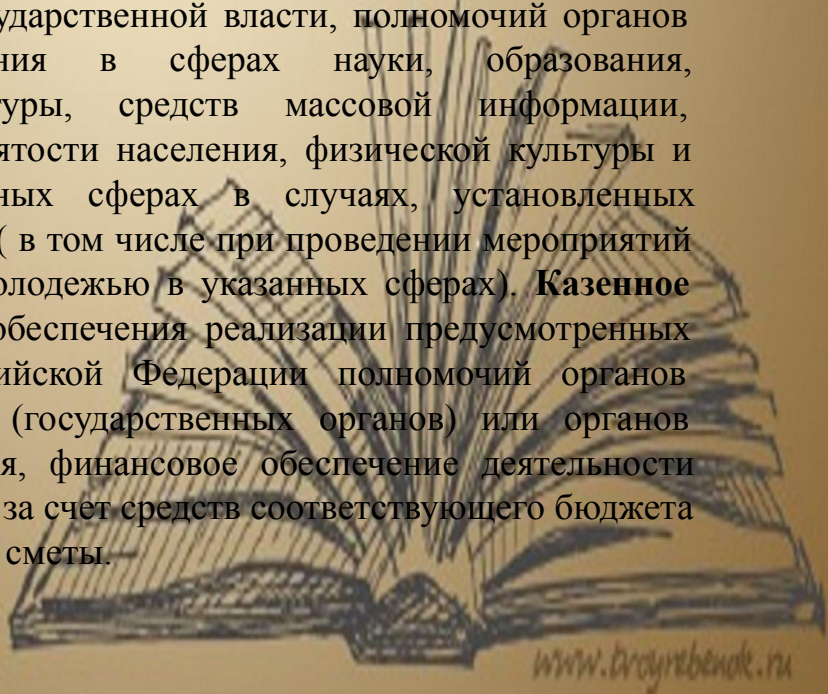 ударственной власти, полномочий органов
ния в сферах науки, образования,
туры, средств массовой информации,
ятости населения, физической культуры и
ных сферах в случаях, установленных
( в том числе при проведении мероприятий
олодежью в указанных сферах). Казенное
обеспечения реализации предусмотренных
ийской Федерации полномочий органов
(государственных органов) или органов
я, финансовое обеспечение деятельности
за счет средств соответствующего бюджета
сметы.
www.tvoyrebenok.ru